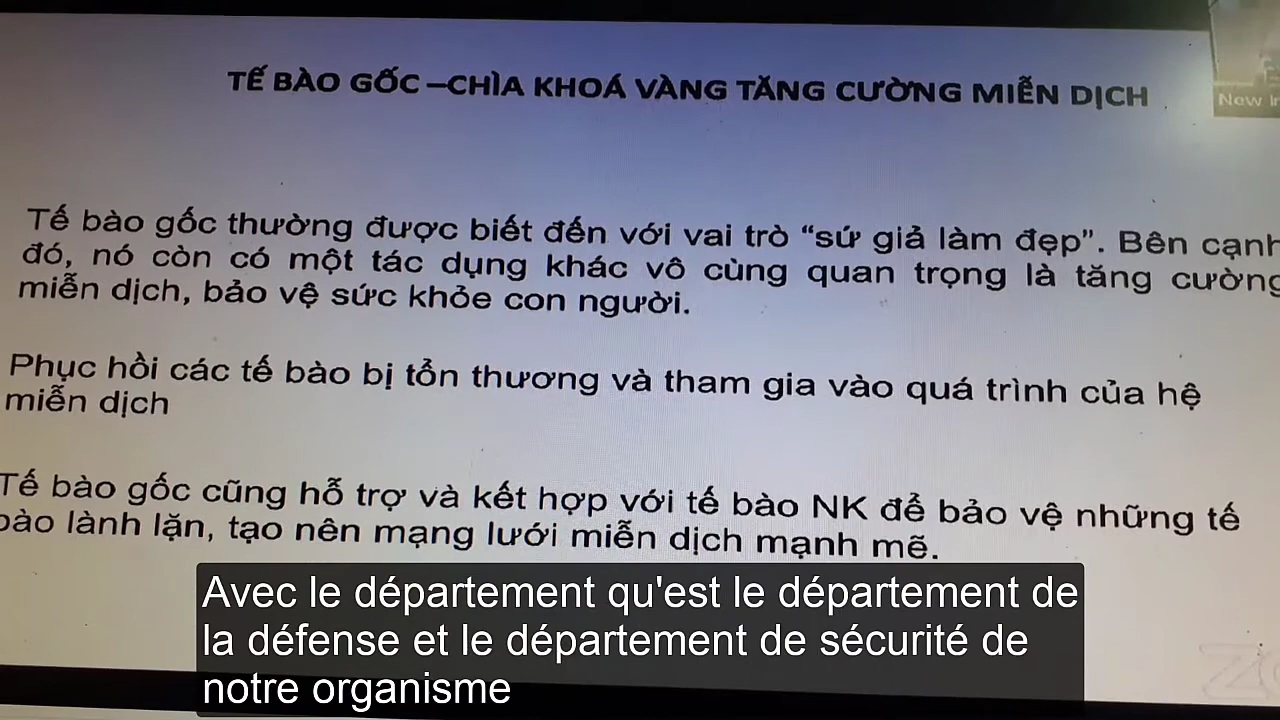 TẾ BÀO GỐC –CHÌA KHOÁ VÀNG TĂNG CƯỜNG MIỄN DỊCH
New
Tế bào gốc thường được biết đến với vai trò “sứ giả làm đẹp”. Bên cạnh
đó, nó còn có một tác dụng khác vô cùng quan trọng là tăng cường
miễn dịch, bảo vệ sức khỏe con người.
Phục hồi các tế bào bị tổn thương và tham gia vào quá trình của hệ
miễn dịch
Tế bào gốc cũng hỗ trợ và kết hợp với tế bào NK để bảo vệ những tế
bào lành lặn, tạo nên mạng lưới miễn dịch mạnh mẽ.
Avec le département qu'est le département de
la défense et le département de sécurité de
notre organisme